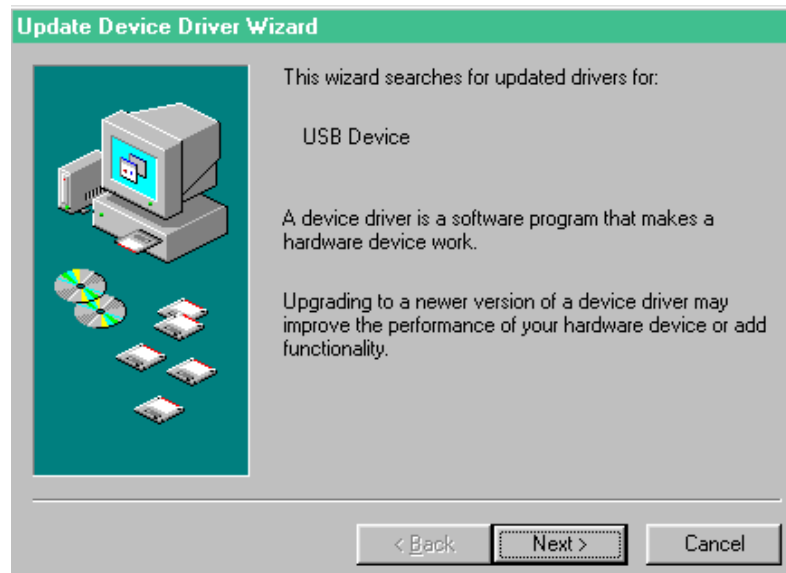 Update Device Driver Wizard
This wizard searches for updated drivers for:
USB Device
A device driver is a software program that makes a
hardware device work.
Upgrading to a newer version of a device driver may
improve the performance of your hardware device or add
functionality.
< Back
Next >
Cancel